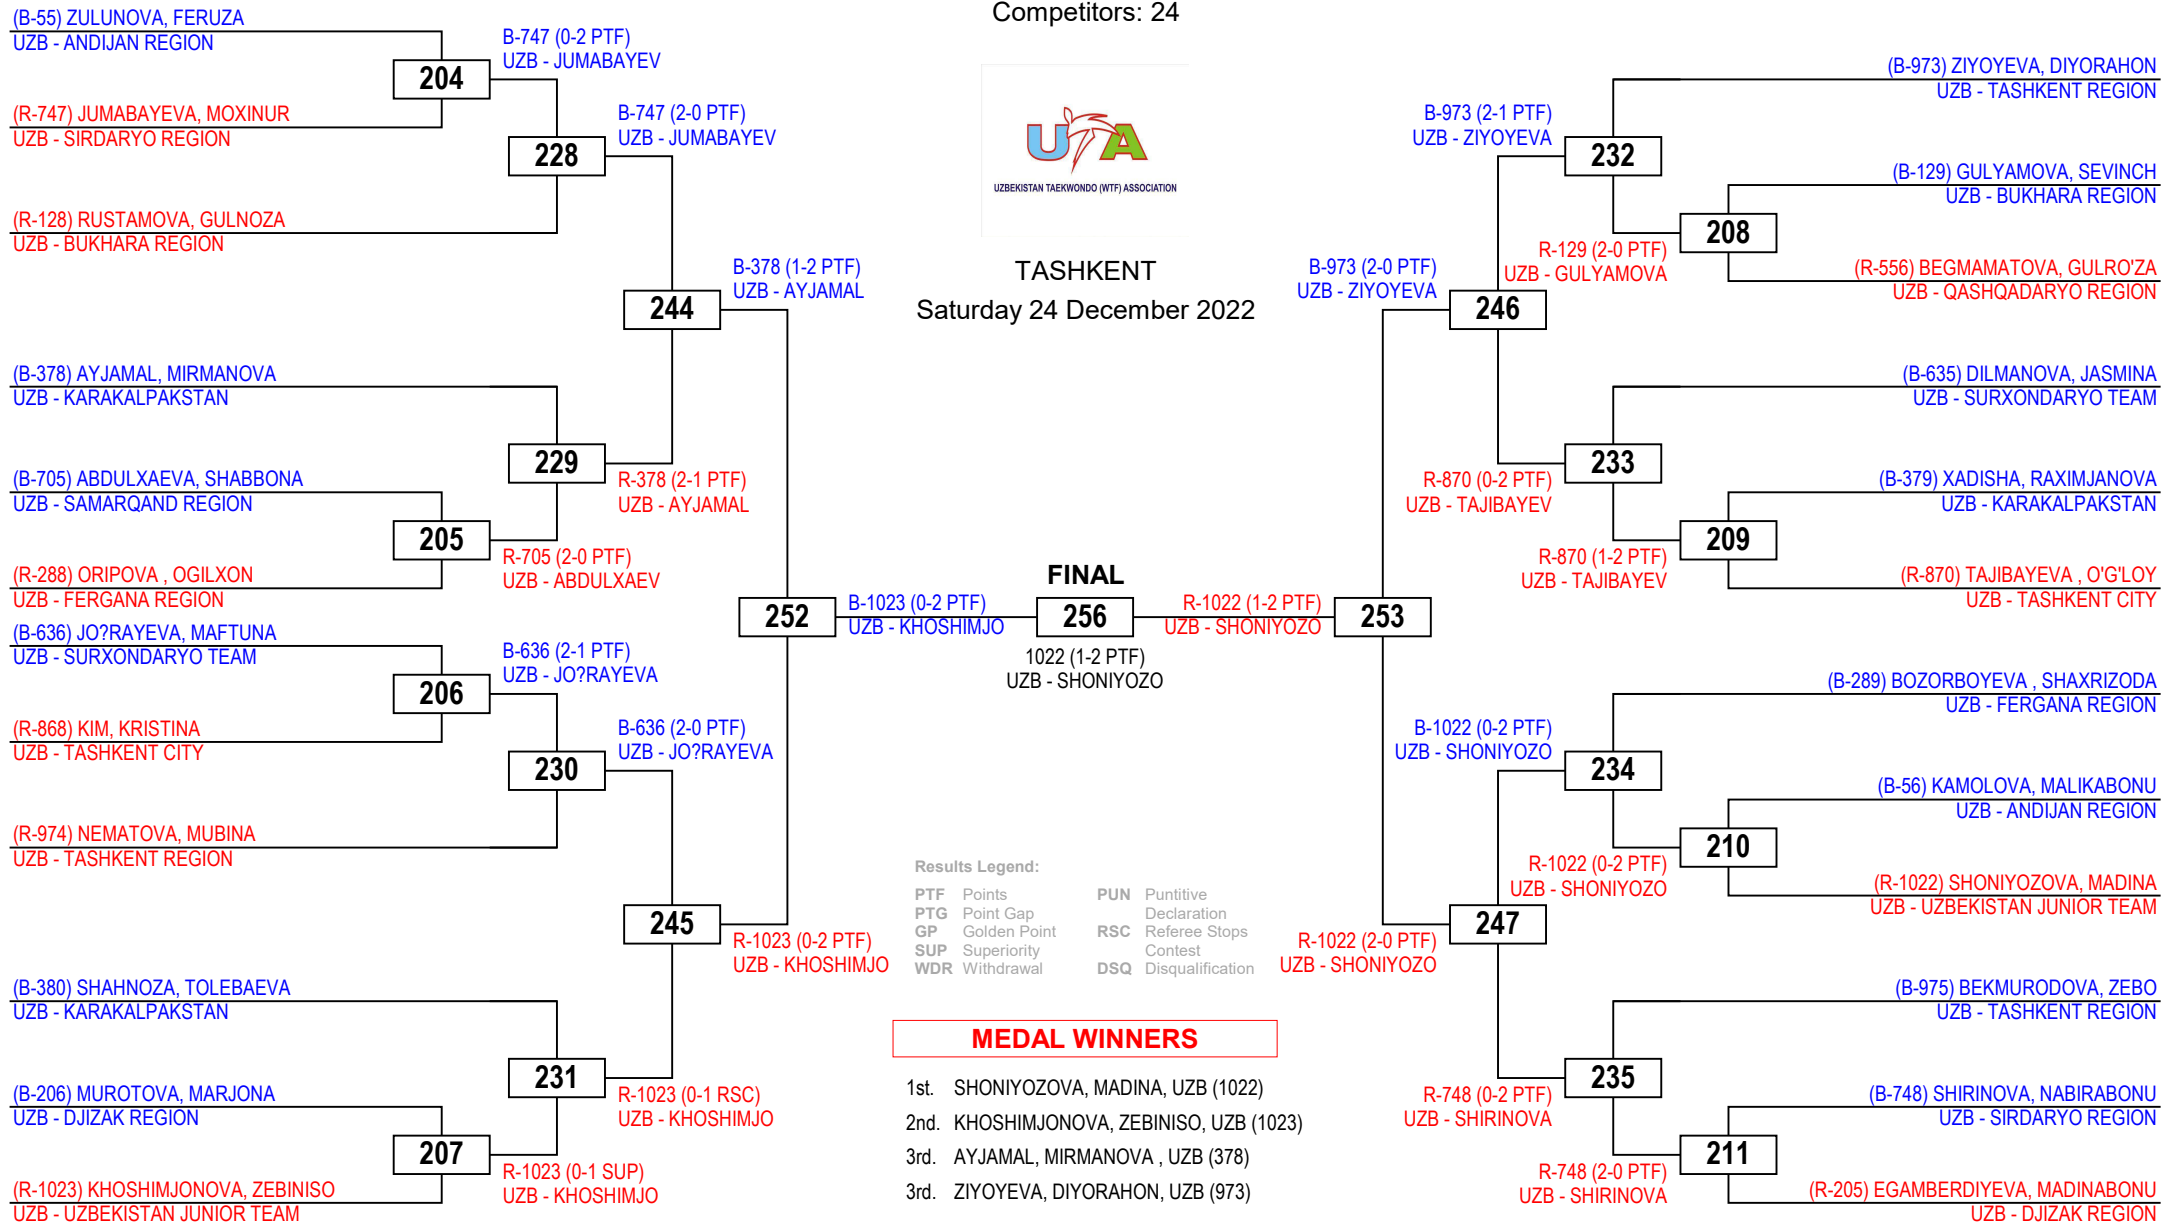 Competitors: 24
UTA
UZBEKISTAN TAEKWONDO (WTF) ASSOCIATION
TASHKENT
Saturday 24 December 2022
(B-55) ZULUNOVA, FERUZA
UZB - ANDIJAN REGION
204
B-747 (0-2 PTF)
UZB - JUMABAYEV
(R-747) JUMABAYEVA, MOXINUR
UZB - SIRDARYO REGION
228
B-747 (2-0 PTF)
UZB - JUMABAYEV
(R-128) RUSTAMOVA, GULNOZA
UZB - BUKHARA REGION
244
B-378 (1-2 PTF)
UZB - AYJAMAL
(B-378) AYJAMAL, MIRMANOVA
UZB - KARAKALPAKSTAN
229
R-378 (2-1 PTF)
UZB - AYJAMAL
(B-705) ABDULXAEVA, SHABBONA
UZB - SAMARQAND REGION
205
R-705 (2-0 PTF)
UZB - ABDULXAEV
(R-288) ORIPOVA , OGILXON
UZB - FERGANA REGION
252
B-1023 (0-2 PTF)
UZB - KHOSHIMJO
(B-636) JO?RAYEVA, MAFTUNA
UZB - SURXONDARYO TEAM
206
B-636 (2-1 PTF)
UZB - JO?RAYEVA
(R-868) KIM, KRISTINA
UZB - TASHKENT CITY
230
B-636 (2-0 PTF)
UZB - JO?RAYEVA
(R-974) NEMATOVA, MUBINA
UZB - TASHKENT REGION
245
R-1023 (0-2 PTF)
UZB - KHOSHIMJO
(B-380) SHAHNOZA, TOLEBAEVA
UZB - KARAKALPAKSTAN
231
R-1023 (0-1 RSC)
UZB - KHOSHIMJO
(B-206) MUROTOVA, MARJONA
UZB - DJIZAK REGION
207
R-1023 (0-1 SUP)
UZB - KHOSHIMJO
(R-1023) KHOSHIMJONOVA, ZEBINISO
UZB - UZBEKISTAN JUNIOR TEAM
FINAL
256
1022 (1-2 PTF)
UZB - SHONIYOZO
R-1022 (1-2 PTF)
UZB - SHONIYOZO
253
(B-973) ZIYOYEVA, DIYORAHON
UZB - TASHKENT REGION
B-973 (2-1 PTF)
UZB - ZIYOYEVA
232
(B-129) GULYAMOVA, SEVINCH
UZB - BUKHARA REGION
208
R-129 (2-0 PTF)
UZB - GULYAMOVA
(R-556) BEGMAMATOVA, GULRO'ZA
UZB - QASHQADARYO REGION
B-973 (2-0 PTF)
UZB - ZIYOYEVA
246
(B-635) DILMANOVA, JASMINA
UZB - SURXONDARYO TEAM
233
R-870 (0-2 PTF)
UZB - TAJIBAYEV
(B-379) XADISHA, RAXIMJANOVA
UZB - KARAKALPAKSTAN
209
R-870 (1-2 PTF)
UZB - TAJIBAYEV
(R-870) TAJIBAYEVA , O'G'LOY
UZB - TASHKENT CITY
(B-289) BOZORBOYEVA , SHAXRIZODA
UZB - FERGANA REGION
B-1022 (0-2 PTF)
UZB - SHONIYOZO
234
(B-56) KAMOLOVA, MALIKABONU
UZB - ANDIJAN REGION
210
R-1022 (0-2 PTF)
UZB - SHONIYOZO
(R-1022) SHONIYOZOVA, MADINA
UZB - UZBEKISTAN JUNIOR TEAM
247
R-1022 (2-0 PTF)
UZB - SHONIYOZO
(B-975) BEKMURODOVA, ZEBO
UZB - TASHKENT REGION
235
R-748 (0-2 PTF)
UZB - SHIRINOVA
(B-748) SHIRINOVA, NABIRABONU
UZB - SIRDARYO REGION
211
R-748 (2-0 PTF)
UZB - SHIRINOVA
(R-205) EGAMBERDIYEVA, MADINABONU
UZB - DJIZAK REGION
Results Legend:
PTF Points
PTG Point Gap
GP Golden Point
SUP Superiority
WDR Withdrawal
PUN Puntitive
Declaration
RSC Referee Stops
Contest
DSQ Disqualification
MEDAL WINNERS
1st. SHONIYOZOVA, MADINA, UZB (1022)
2nd. KHOSHIMJONOVA, ZEBINISO, UZB (1023)
3rd. AYJAMAL, MIRMANOVA , UZB (378)
3rd. ZIYOYEVA, DIYORAHON, UZB (973)